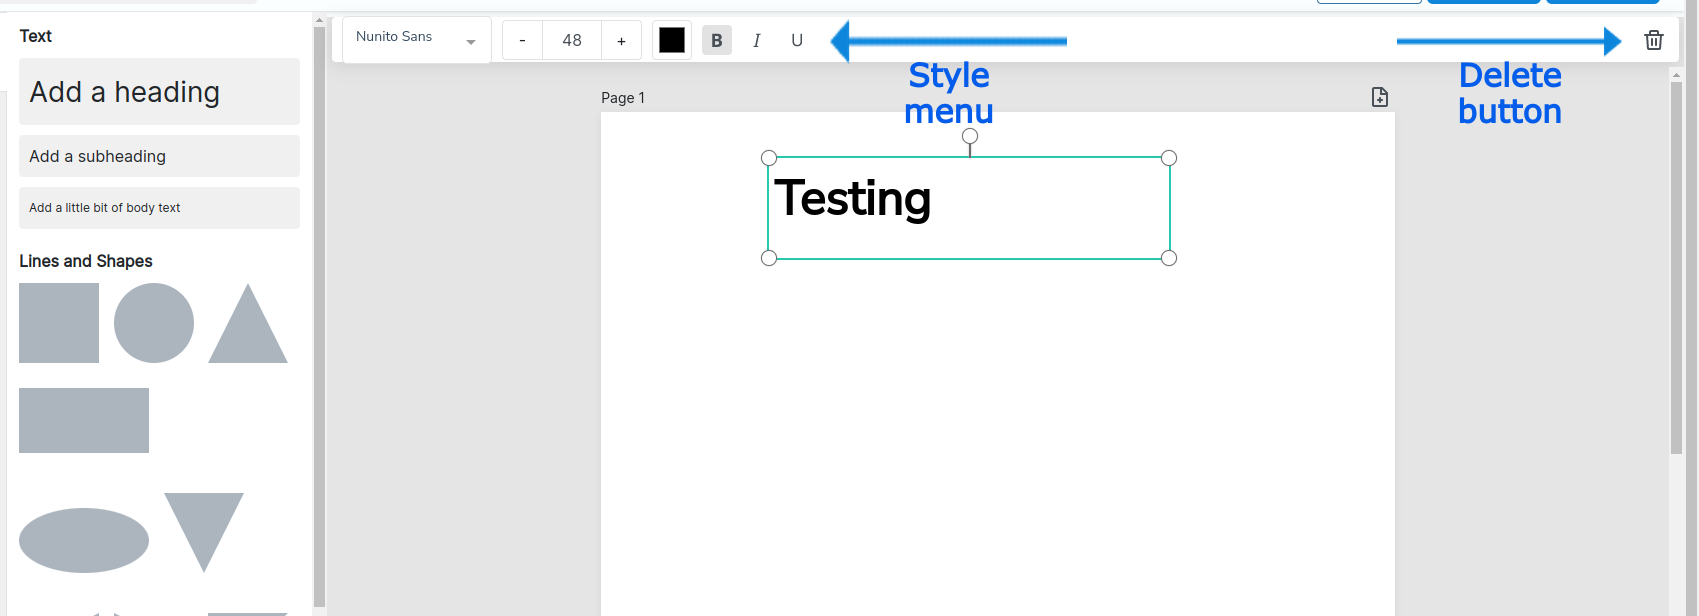 Text
Nunito Sans
- 48 + B I U
Add a heading
Style
menu
Delete
button
Page 1
Add a subheading
Testing
Add a little bit of body text
Lines and Shapes